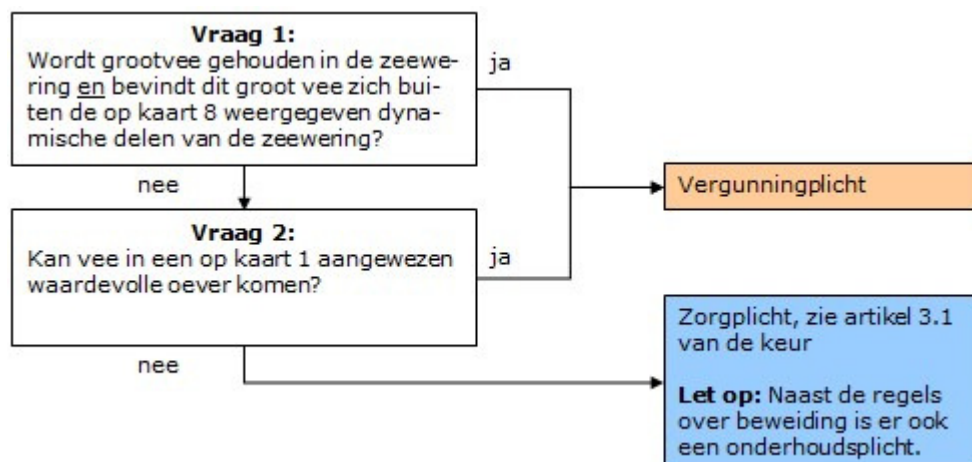 Vraag 1:
Wordt grootvee gehouden in de zeewe-
ring en bevindt dit groot vee zich bui-
ten de op kaart 8 weergegeven dyna-
mische delen van de zeewering?
ja
nee
Vergunningplicht
Vraag 2:
Kan vee in een op kaart 1 aangewezen
waardevolle oever komen?
ja
nee
Zorgplicht, zie artikel 3.1
van de keur
Let op: Naast de regels
over beweiding is er ook
een onderhoudsplicht.